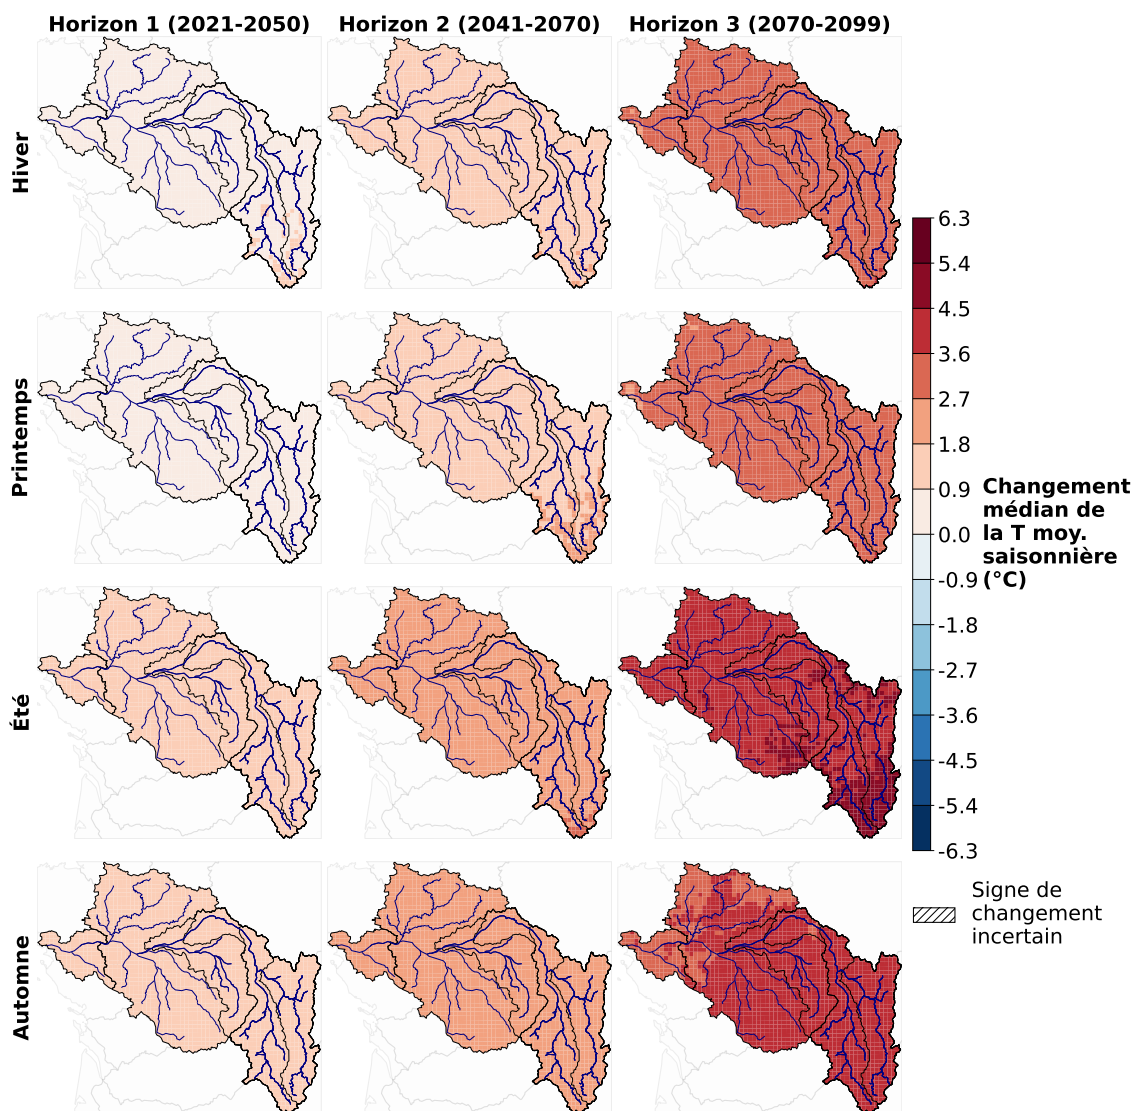 Horizon 1 (2021-2050)
Horizon 2 (2041-2070)
Horizon 3 (2070-2099)
Hiver
Printemps
Été
Automne
6.3
5.4
4.5
3.6
2.7
1.8
0.9
0.0
-0.9
-1.8
-2.7
-3.6
-4.5
-5.4
-6.3
Changement
médian de
la T moy.
saisonnière
(°C)
Signe de
changement
incertain